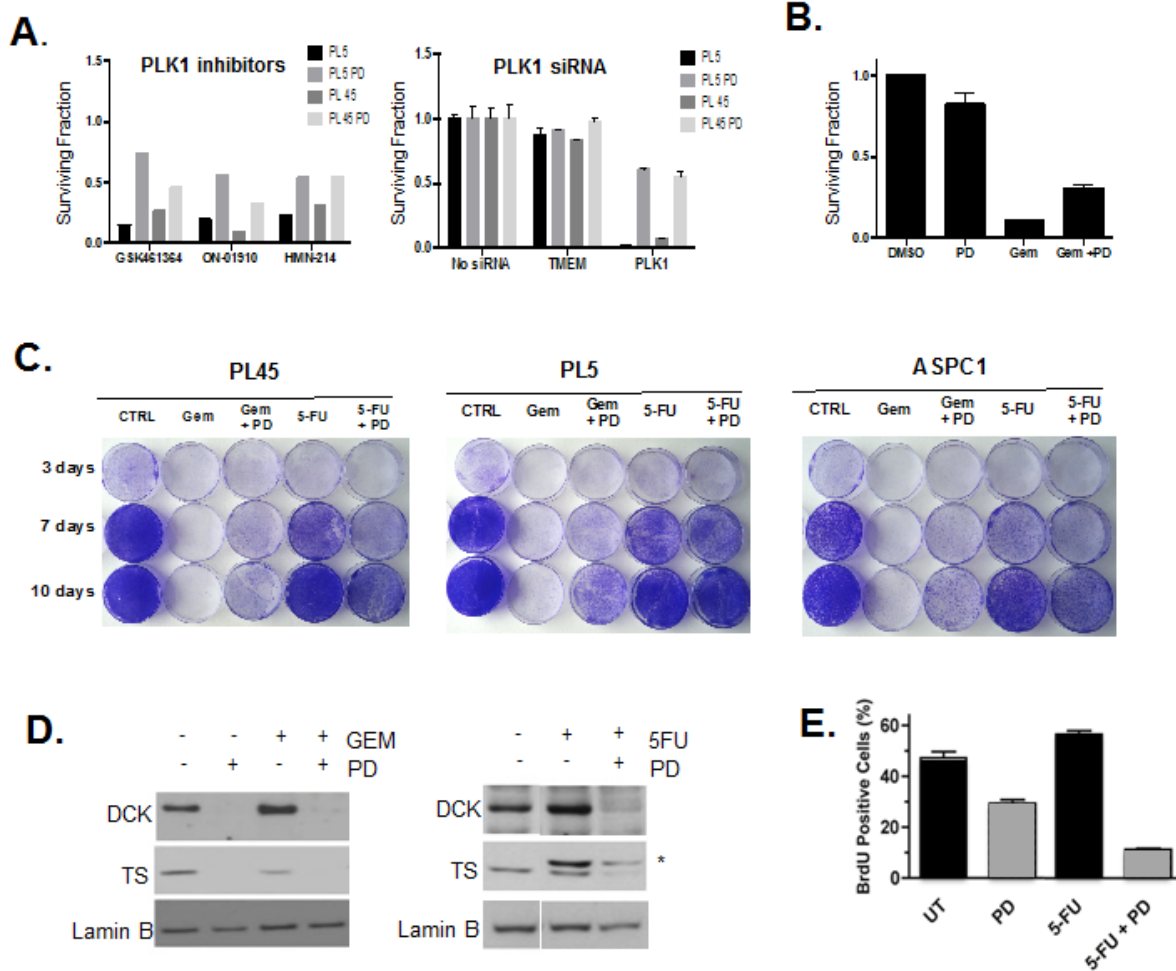 A.
PLK1 inhibitors
PL5
PL5 PD
PL 45
PL45 PD
Surviving Fraction
1.5
1.0
0.5
0.0
GSK461364
ON-01910
HMN-214
PLK1 siRNA
PL5
PL5 PD
PL 45
PL45 PD
Surviving Fraction
1.5
1.0
0.5
0.0
No siRNA
TMEM
PLK1
B.
Surviving Fraction
1.0
0.5
0.0
DMSO
PD
Gem
Gem +PD
C.
PL45
CTRL
Gem
Gem + PD
5-FU
5-FU + PD
PL5
CTRL
Gem
Gem + PD
5-FU
5-FU + PD
ASPC1
CTRL
Gem
Gem + PD
5-FU
5-FU + PD
3 days
7 days
10 days
D.
- - + + GEM
- + - + PD
DCK
TS
Lamin B
- + + 5FU
- - + PD
DCK
TS
*
Lamin B
E.
BrdU Positive Cells (%)
60
40
20
0
UT
PD
5-FU
5-FU + PD